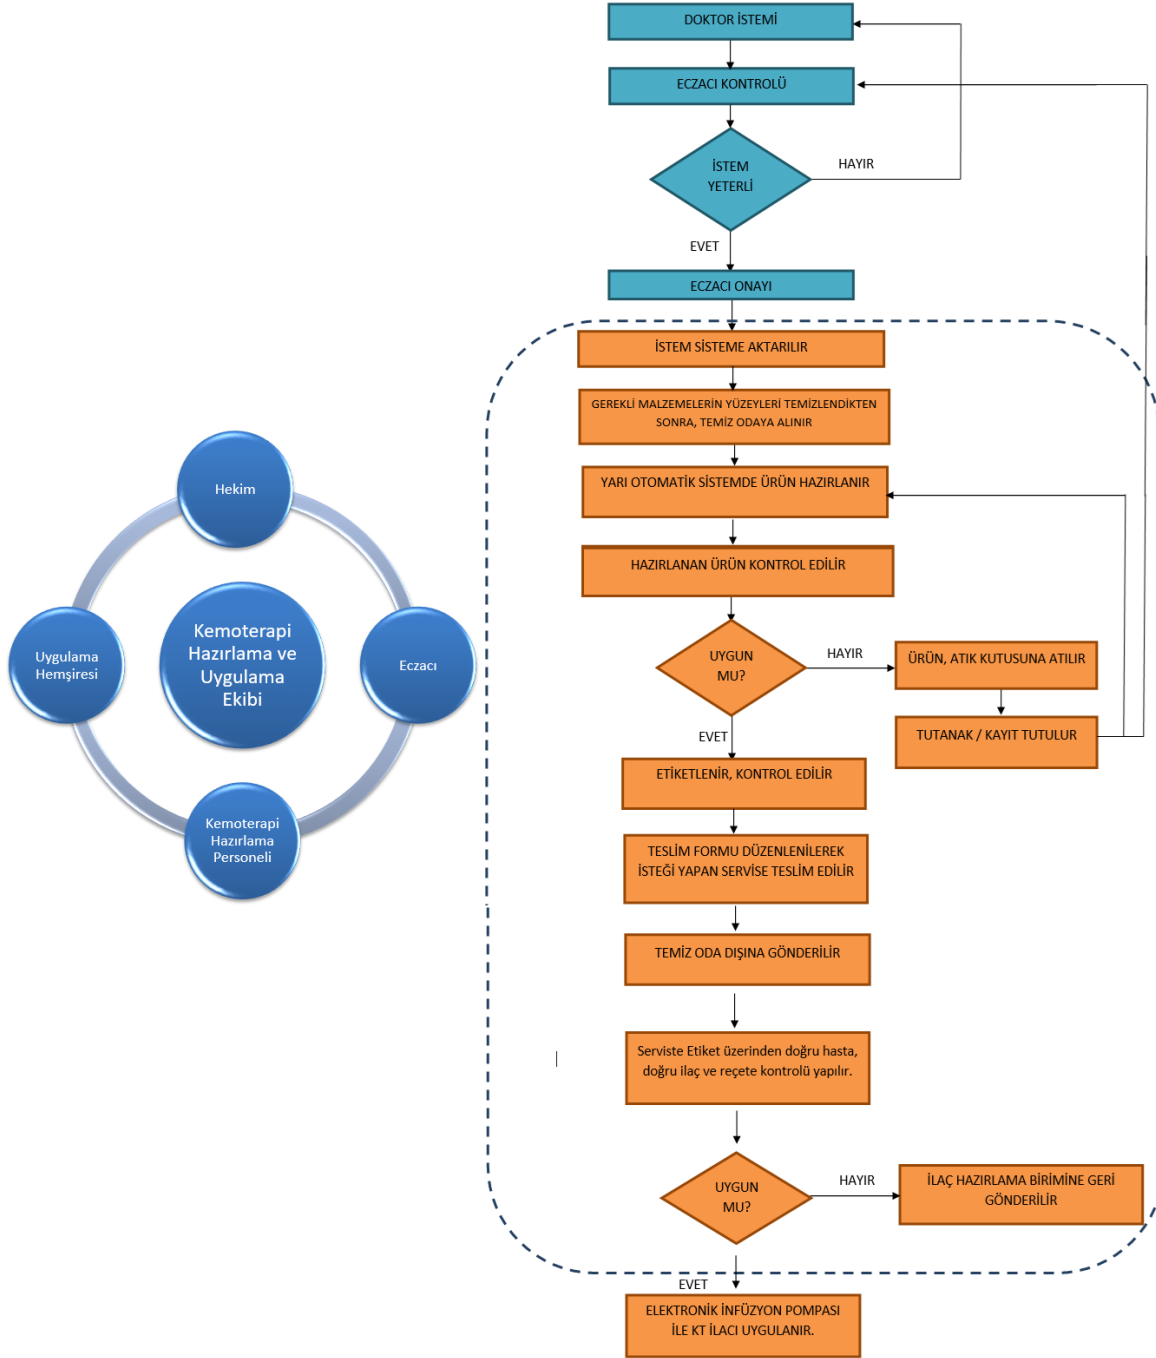 DOKTOR İSTEMİ
ECZACI KONTROLÜ
İSTEM
YETERLİ
HAYIR
EVET
ECZACI ONAYI
İSTEM SİSTEME AKTARILIR
GEREKLİ MALZEMELERİN YÜZEYLERİ TEMİZLENDİKTEN
SONRA, TEMİZ ODAYA ALINIR
YARI OTOMATİK SİSTEMDE ÜRÜN HAZIRLANIR
HAZIRLANAN ÜRÜN KONTROL EDİLİR
UYGUN
MU?
HAYIR
ÜRÜN, ATIK KUTUSUNA ATILIR
TUTANAK / KAYIT TUTULUR
EVET
ETİKETLENİR, KONTROL EDİLİR
TESLİM FORMU DÜZENLENİLEREK
İSTEĞİ YAPAN SERVİSE TESLİM EDİLİR
TEMİZ ODA DIŞINA GÖNDERİLİR
Serviste Etiket üzerinden doğru hasta,
doğru ilaç ve reçete kontrolü yapılır.
UYGUN
MU?
HAYIR
İLAÇ HAZIRLAMA BİRİMİNE GERİ
GÖNDERİLİR
EVET
ELEKTRONİK İNFÜZYON POMPASI
İLE KT İLACI UYGULANIR.
Hekim
Kemoterapi
Hazırlama ve
Uygulama
Ekibi
Uygulama
Hemşiresi
Eczacı
Kemoterapi
Hazırlama
Personeli